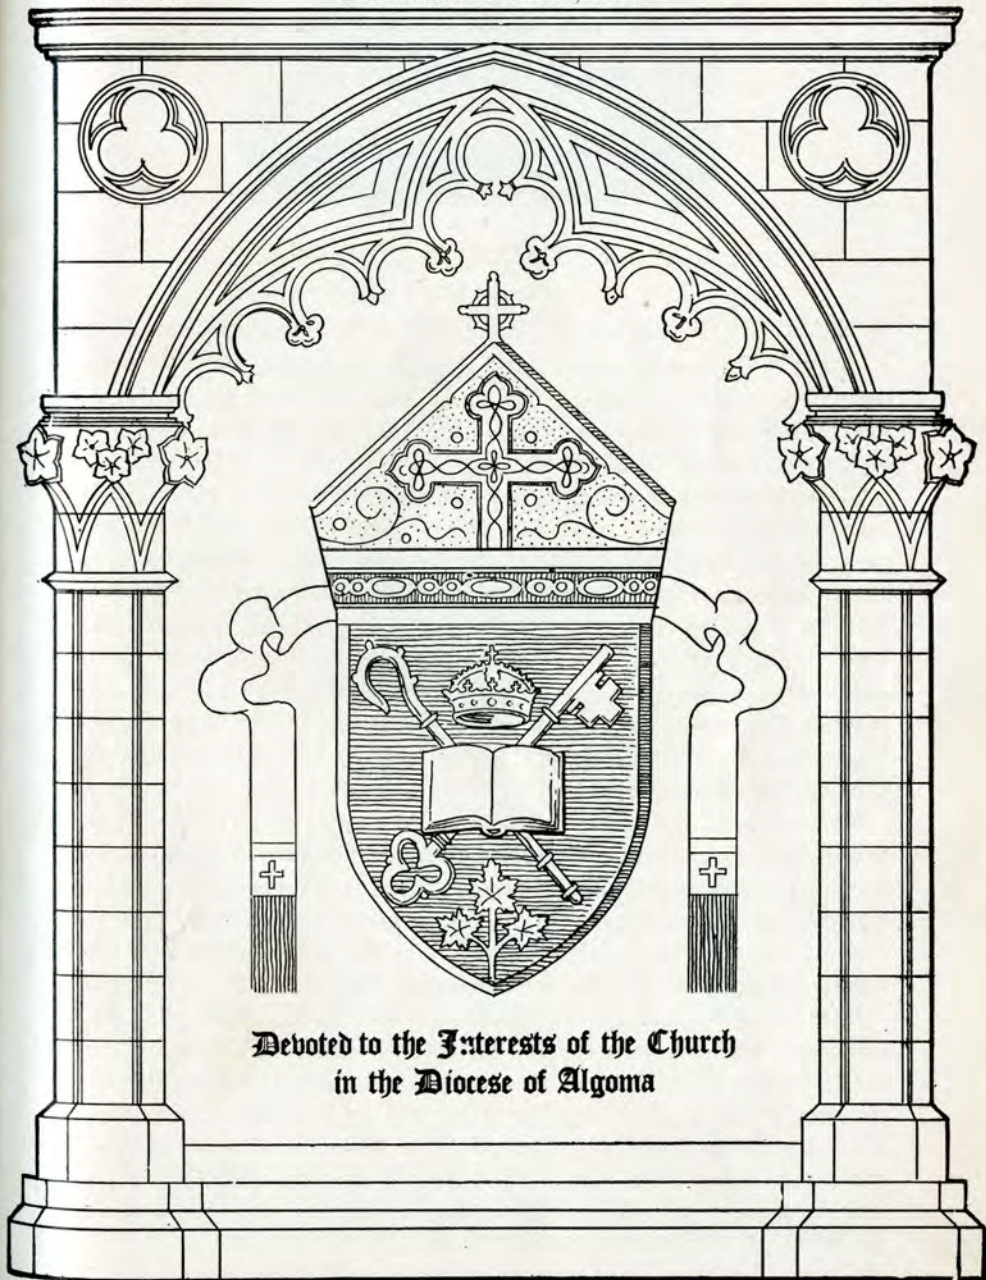 Devoted to the Interests of the Church
in the Diocese of Algoma